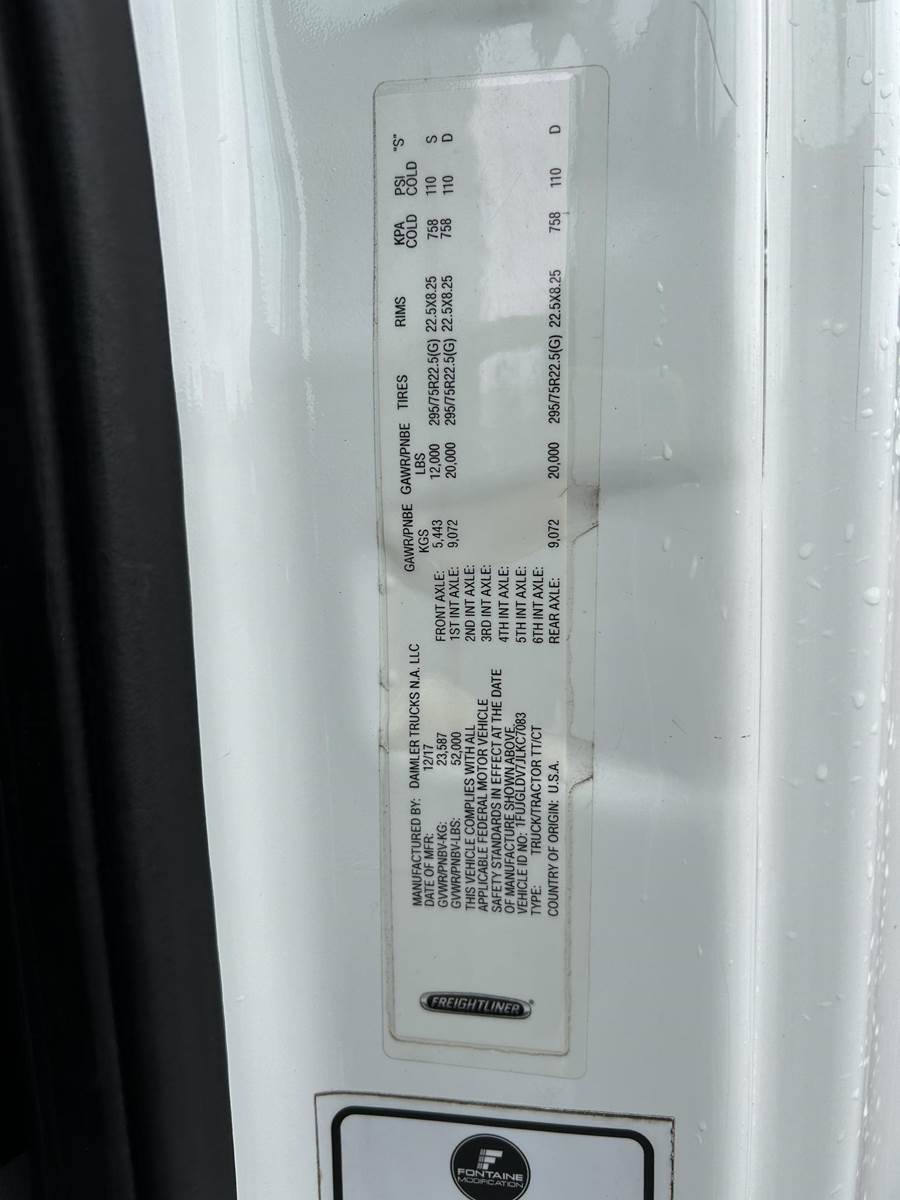 FREIGHTLINER
MANUFACTURED BY: DAIMLER TRUCKS N.A. LLC
DATE OF MFR: 12/17
GVWR/PNBV-KG: 23,587
GVWR/PNBV-LBS: 52,000
THIS VEHICLE COMPLIES WITH ALL
APPLICABLE FEDERAL MOTOR VEHICLE
SAFETY STANDARDS IN EFFECT AT THE DATE
OF MANUFACTURE SHOWN ABOVE
VEHICLE ID NO: 1FUJGLDV7JLKC7083
TYPE: TRUCK/TRACTOR TT/CT
COUNTRY OF ORIGIN: U.S.A.
GAWR/PNBE GAWR/PNBE TIRES RIMS KPA PSI "S"
KGS LBS COLD COLD
FRONT AXLE: 5,443 12,000 295/75R22.5(G) 22.5X8.25 758 110 S
1ST INT AXLE: 9,072 20,000 295/75R22.5(G) 22.5X8.25 758 110 D
2ND INT AXLE:
3RD INT AXLE:
4TH INT AXLE:
5TH INT AXLE:
6TH INT AXLE:
REAR AXLE: 9,072 20,000 295/75R22.5(G) 22.5X8.25 758 110 D
FONTAINE
MODIFICATION